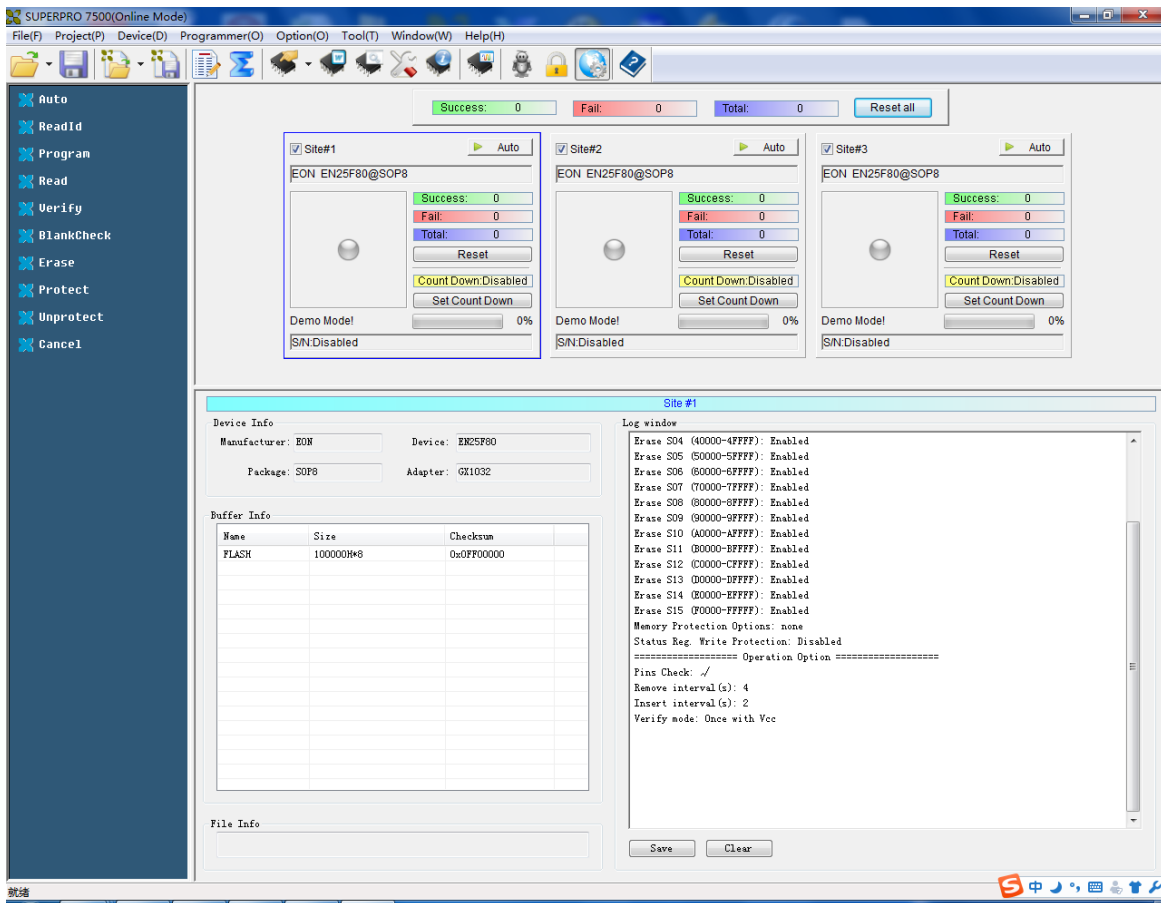 SUPERPRO 7500(Online Mode)
File(F) Project(P) Device(D) Programmer(O) Option(O) Tool(T) Window(W) Help(H)
Auto
ReadId
Program
Read
Verify
BlankCheck
Erase
Protect
Unprotect
Cancel
Success: 0 Fail: 0 Total: 0 Reset all
Site#1 Auto
EON EN25F80@SOP8
Success: 0
Fail: 0
Total: 0
Reset
Count Down:Disabled
Set Count Down
Demo Mode! 0%
S/N:Disabled
Site#2 Auto
EON EN25F80@SOP8
Success: 0
Fail: 0
Total: 0
Reset
Count Down:Disabled
Set Count Down
Demo Mode! 0%
S/N:Disabled
Site#3 Auto
EON EN25F80@SOP8
Success: 0
Fail: 0
Total: 0
Reset
Count Down:Disabled
Set Count Down
Demo Mode! 0%
S/N:Disabled
Site #1
Device Info
Manufacturer: EON Device: EN25F80
Package: SOP8 Adapter: GX1032
Buffer Info
Name Size Checksum
FLASH 100000H*8 0x0FF00000
File Info
Log window
Erase S04 (40000-4FFFF): Enabled
Erase S05 (50000-5FFFF): Enabled
Erase S06 (60000-6FFFF): Enabled
Erase S07 (70000-7FFFF): Enabled
Erase S08 (80000-8FFFF): Enabled
Erase S09 (90000-9FFFF): Enabled
Erase S10 (A0000-AFFFF): Enabled
Erase S11 (B0000-BFFFF): Enabled
Erase S12 (C0000-CFFFF): Enabled
Erase S13 (D0000-DFFFF): Enabled
Erase S14 (E0000-EFFFF): Enabled
Erase S15 (F0000-FFFFF): Enabled
Memory Protection Options: none
Status Reg. Write Protection: Disabled
=================== Operation Option ===================
Pins Check: √
Remove interval(s): 4
Insert interval(s): 2
Verify mode: Once with Vcc
Save Clear
就绪
S 中